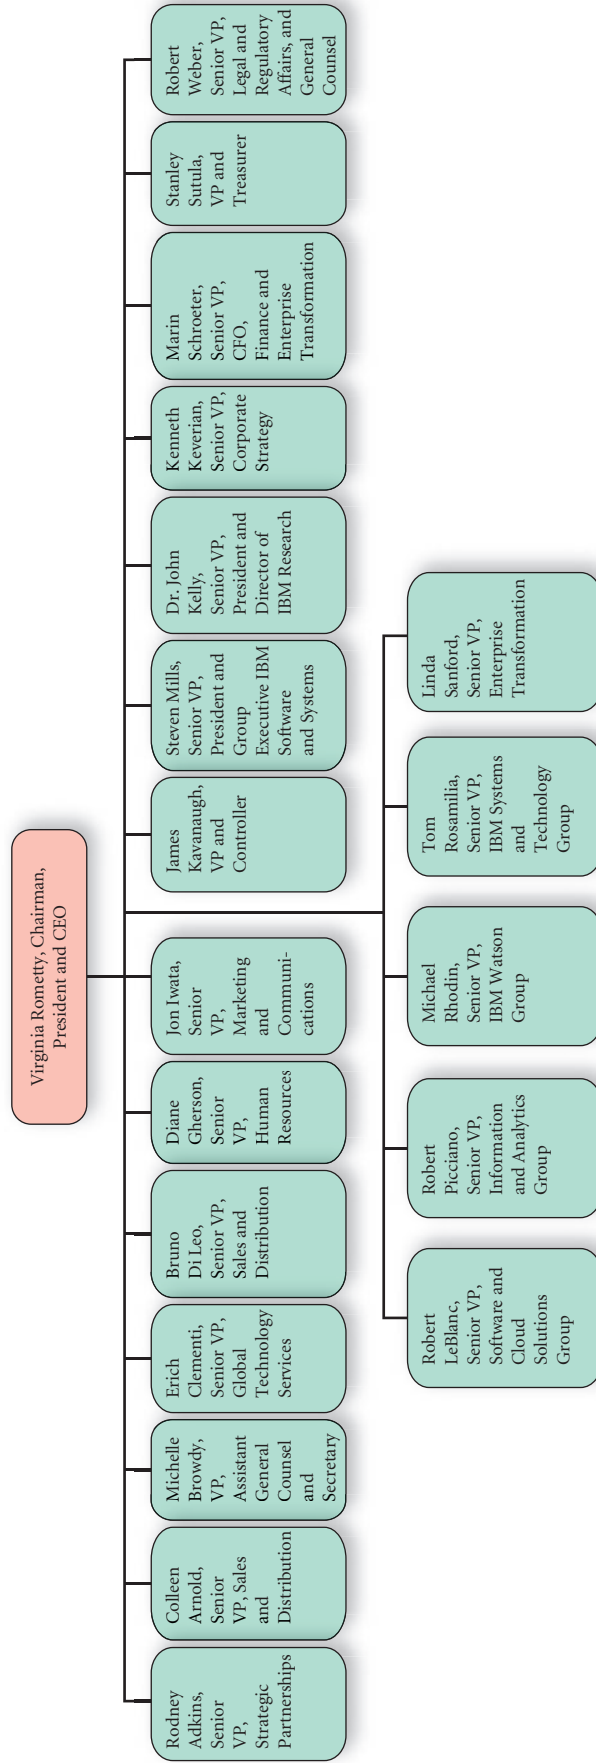 Virginia Rometty, Chairman,
President and CEO
Rodney
Adkins,
Senior
VP,
Strategic
Partnerships
Colleen
Arnold,
Senior
VP, Sales
and
Distribution
Michelle
Browdy,
VP,
Assistant
General
Counsel
and
Secretary
Erich
Clementi,
Senior VP,
Global
Technology
Services
Bruno
Di Leo,
Senior VP,
Sales and
Distribution
Diane
Gherson,
Senior
VP,
Human
Resources
Jon Iwata,
Senior
VP,
Marketing
and
Communi-
cations
James
Kavanaugh,
VP and
Controller
Steven Mills,
Senior VP,
President and
Group
Executive IBM
Software
and Systems
Dr. John
Kelly,
Senior VP,
President and
Director of
IBM Research
Kenneth
Keverian,
Senior VP,
Corporate
Strategy
Marin
Schroeter,
Senior VP,
CFO,
Finance and
Enterprise
Transformation
Stanley
Sutula,
VP and
Treasurer
Robert
Weber,
Senior VP,
Legal and
Regulatory
Affairs, and
General
Counsel
Robert
LeBlanc,
Senior VP,
Software and
Cloud
Solutions
Group
Robert
Picciano,
Senior VP,
Information
and Analytics
Group
Michael
Rhodin,
Senior VP,
IBM Watson
Group
Tom
Rosamilia,
Senior VP,
IBM Systems
and
Technology
Group
Linda
Sanford,
Senior VP,
Enterprise
Transformation